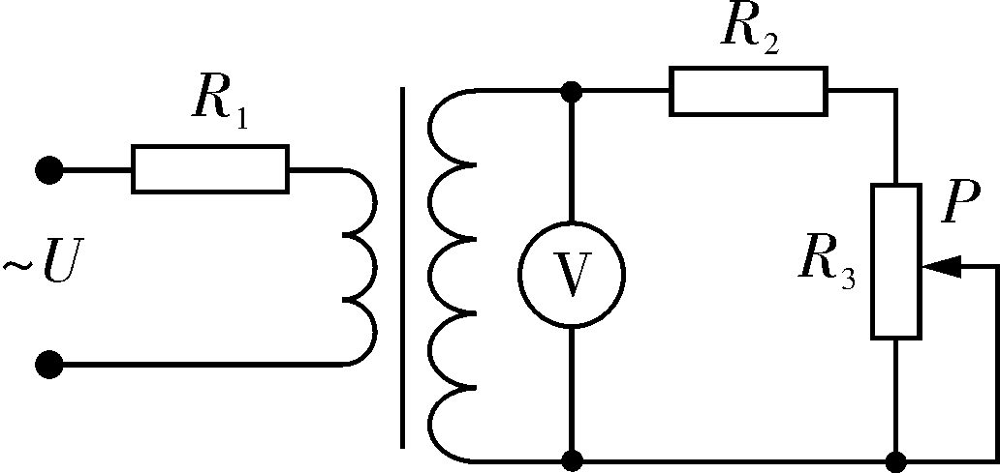 R₂
R₁
P
~U
V
R₃